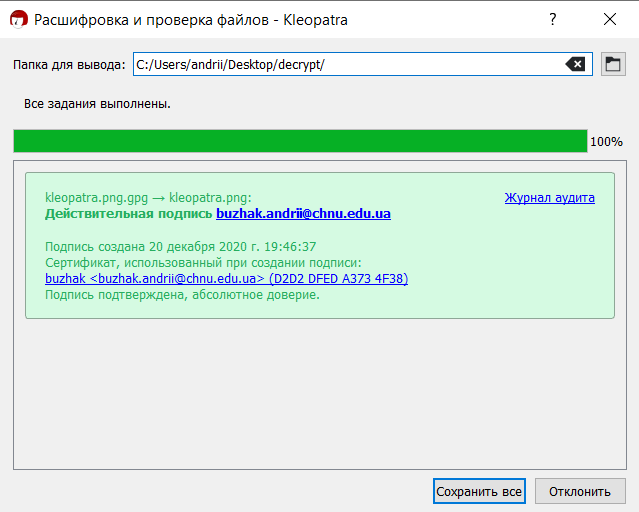 Расшифровка и проверка файлов - Kleopatra
Папка для вывода: C:/Users/andrii/Desktop/decrypt/
Все задания выполнены.
100%
kleopatra.png.gpg → kleopatra.png: Журнал аудита
Действительная подпись buzhak.andrii@chnu.edu.ua
Подпись создана 20 декабря 2020 г. 19:46:37
Сертификат, использованный при создании подписи:
buzhak <buzhak.andrii@chnu.edu.ua> (D2D2 DFED A373 4F38)
Подпись подтверждена, абсолютное доверие.
Сохранить все Отклонить